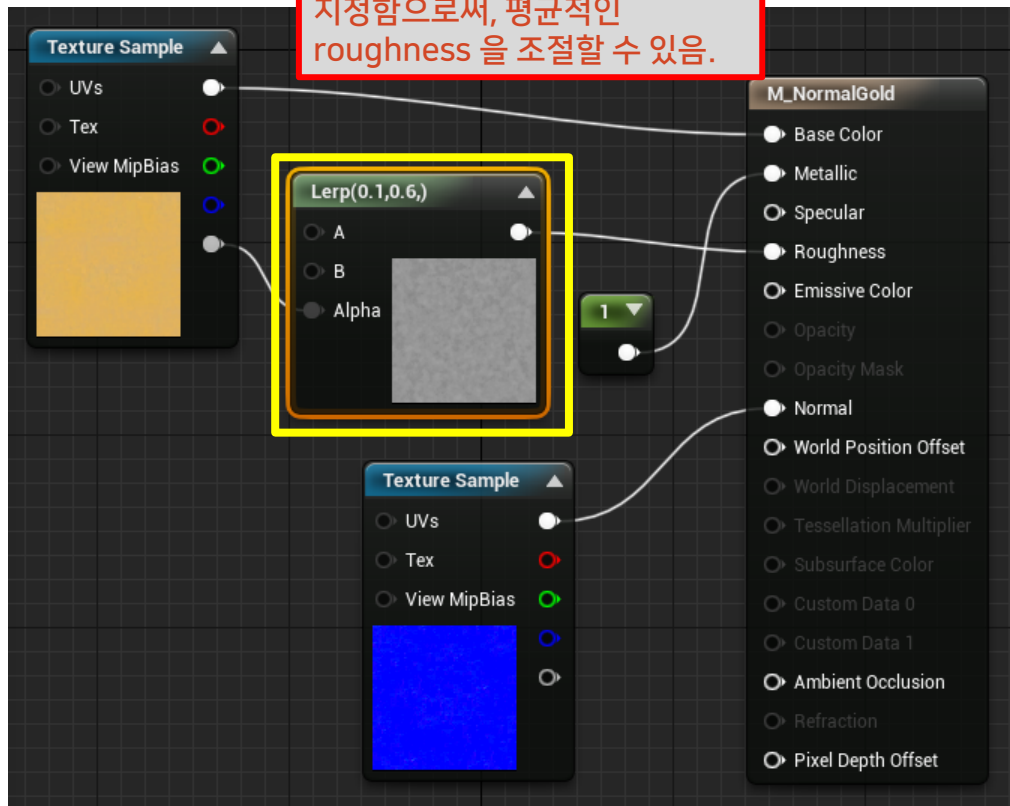 지정함으로써, 평균적인
roughness 을 조절할 수 있음.
Texture Sample
UVs
Tex
View MipBias
Lerp(0.1,0.6,)
A
B
Alpha
1
Texture Sample
UVs
Tex
View MipBias
M_NormalGold
Base Color
Metallic
Specular
Roughness
Emissive Color
Opacity
Opacity Mask
Normal
World Position Offset
World Displacement
Tessellation Multiplier
Subsurface Color
Custom Data 0
Custom Data 1
Ambient Occlusion
Refraction
Pixel Depth Offset